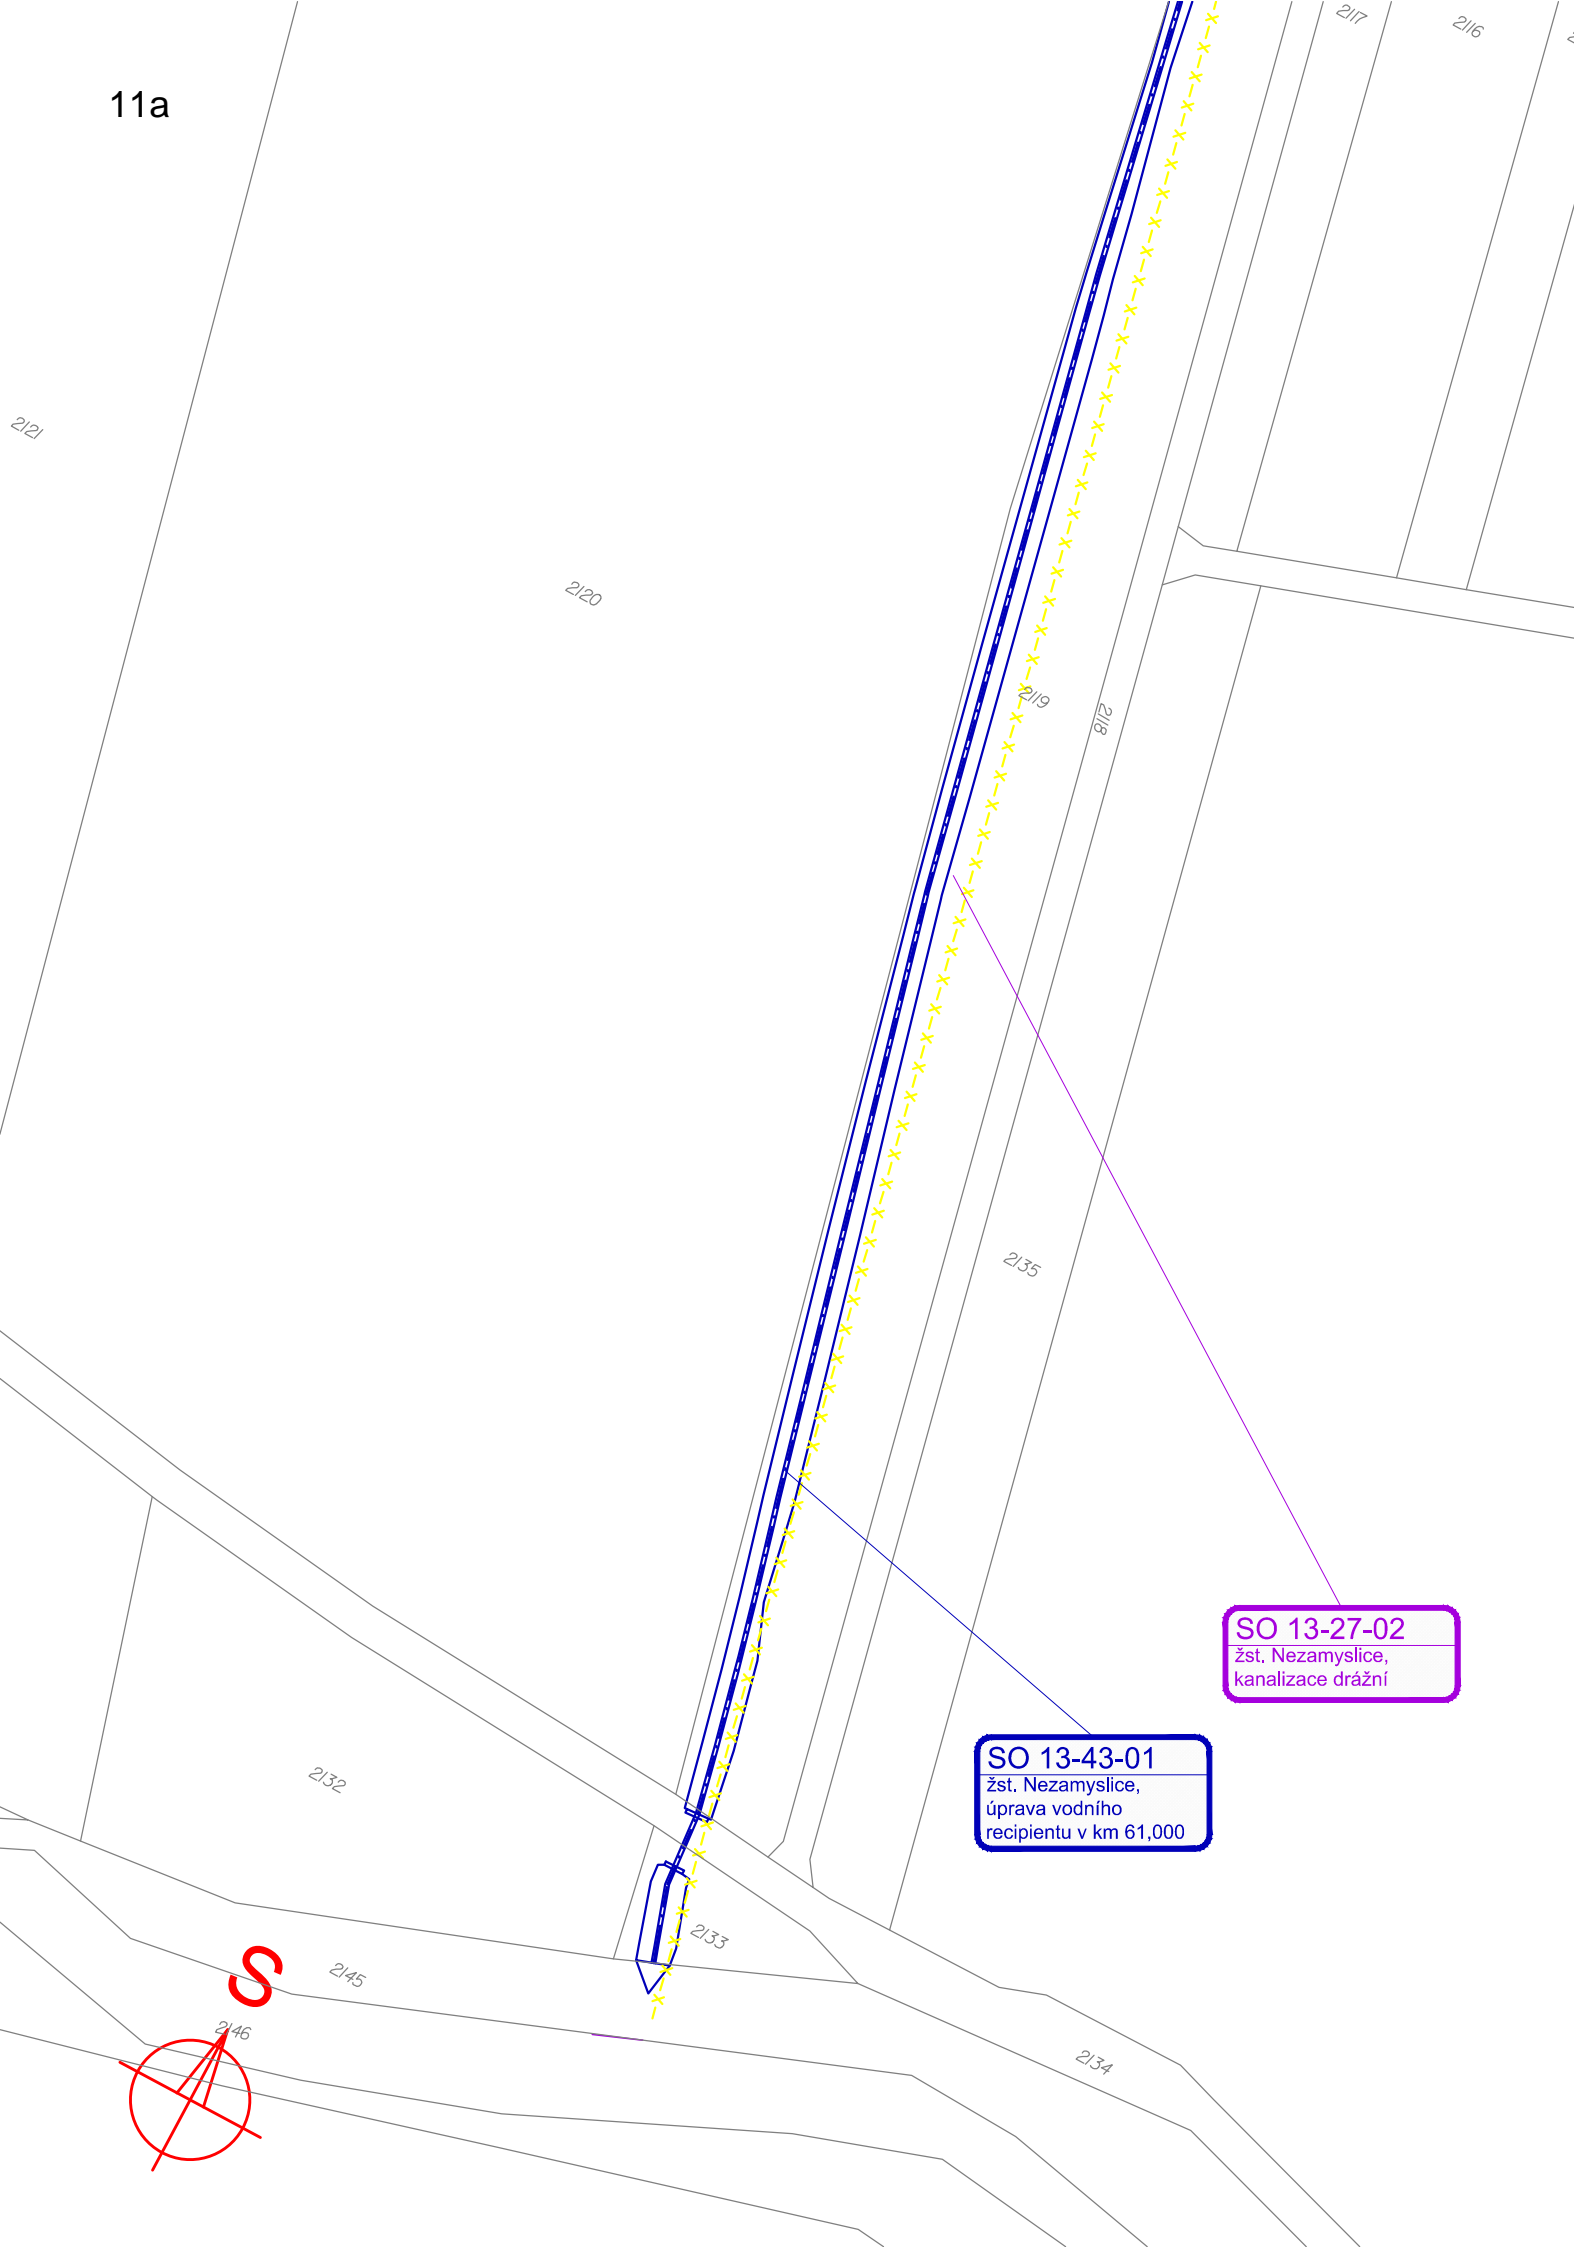 2117
2116
11a
2121
2120
2119
2118
2135
SO 13-27-02
žst. Nezamyslice,
kanalizace drážní
SO 13-43-01
žst. Nezamyslice,
úprava vodního
recipientu v km 61,000
2132
2133
S
2145
2146
2134